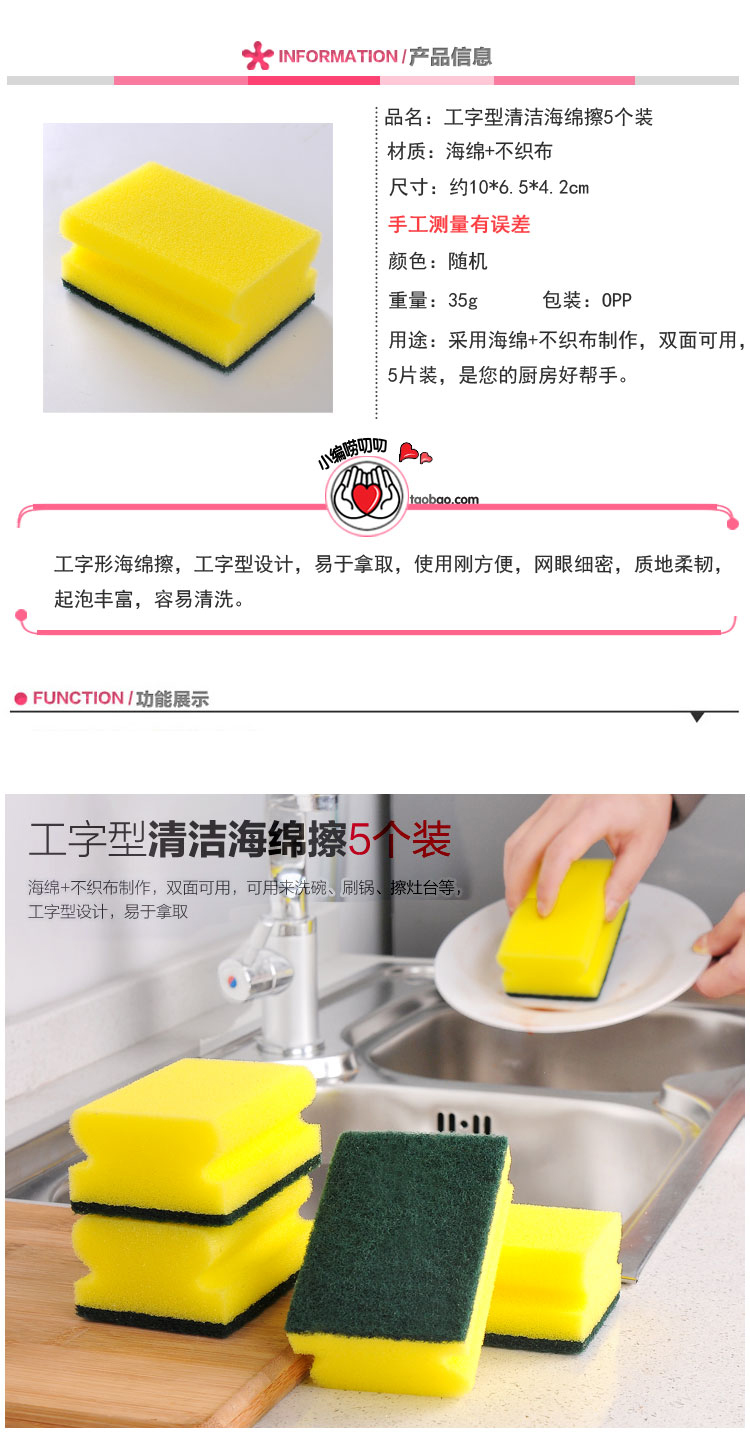 INFORMATION / 产品信息
品名：工字型清洁海绵擦5个装
材质：海绵+不织布
尺寸：约10*6.5*4.2cm
手工测量有误差
颜色：随机
重量：35g 包装：OPP
用途：采用海绵+不织布制作，双面可用，
5片装，是您的厨房好帮手。
小编唠叨叨
taobao.com
工字形海绵擦，工字型设计，易于拿取，使用刚方便，网眼细密，质地柔韧，
起泡丰富，容易清洗。
FUNCTION / 功能展示
工字型清洁海绵擦5个装
海绵+不织布制作，双面可用，可用来洗碗、刷锅、擦灶台等，
工字型设计，易于拿取